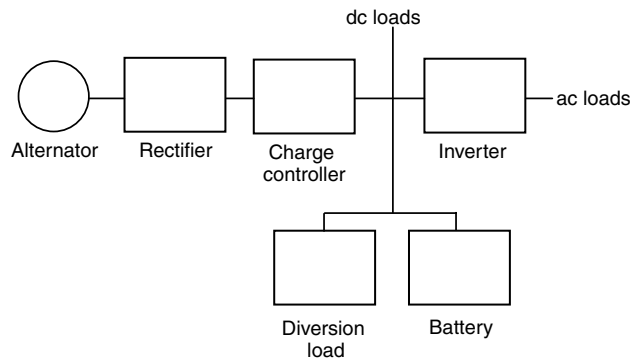 dc loads
ac loads
Alternator
Rectifier
Charge
controller
Inverter
Diversion
load
Battery